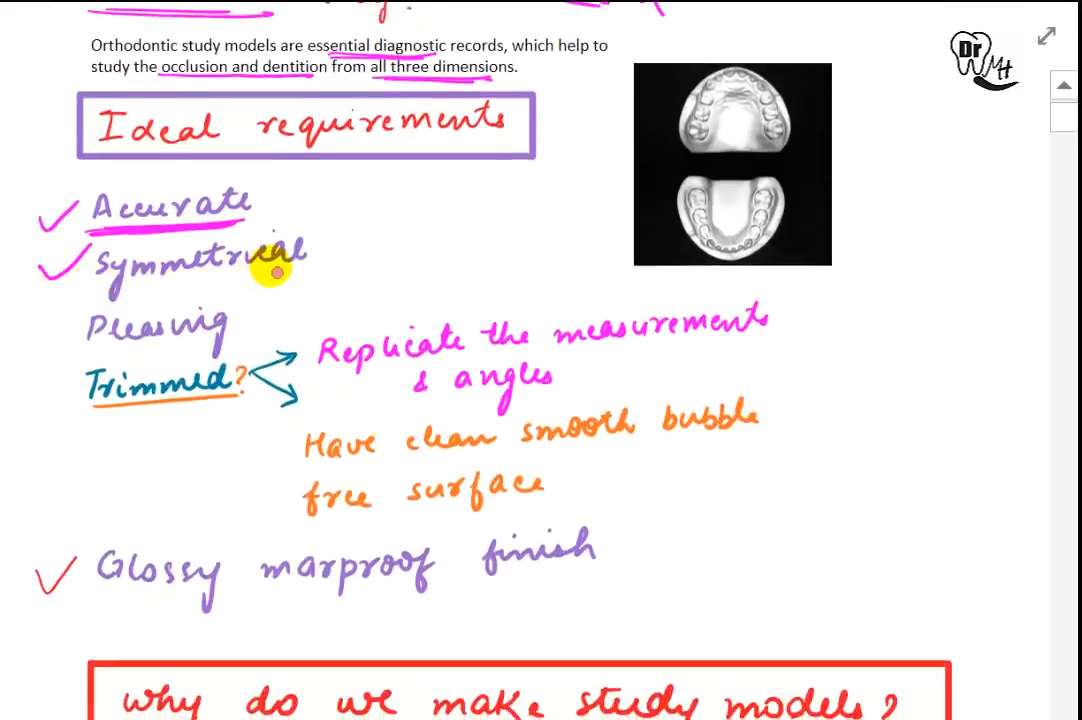 Orthodontic study models are essential diagnostic records, which help to
study the occlusion and dentition from all three dimensions.
Dr
MH
Ideal requirements
Accurate
Symmetrical
Pleasing
Trimmed?
Replicate the measurements
& angles
Have clean smooth bubble
free surface
Glossy marproof finish
Why do we make study models?